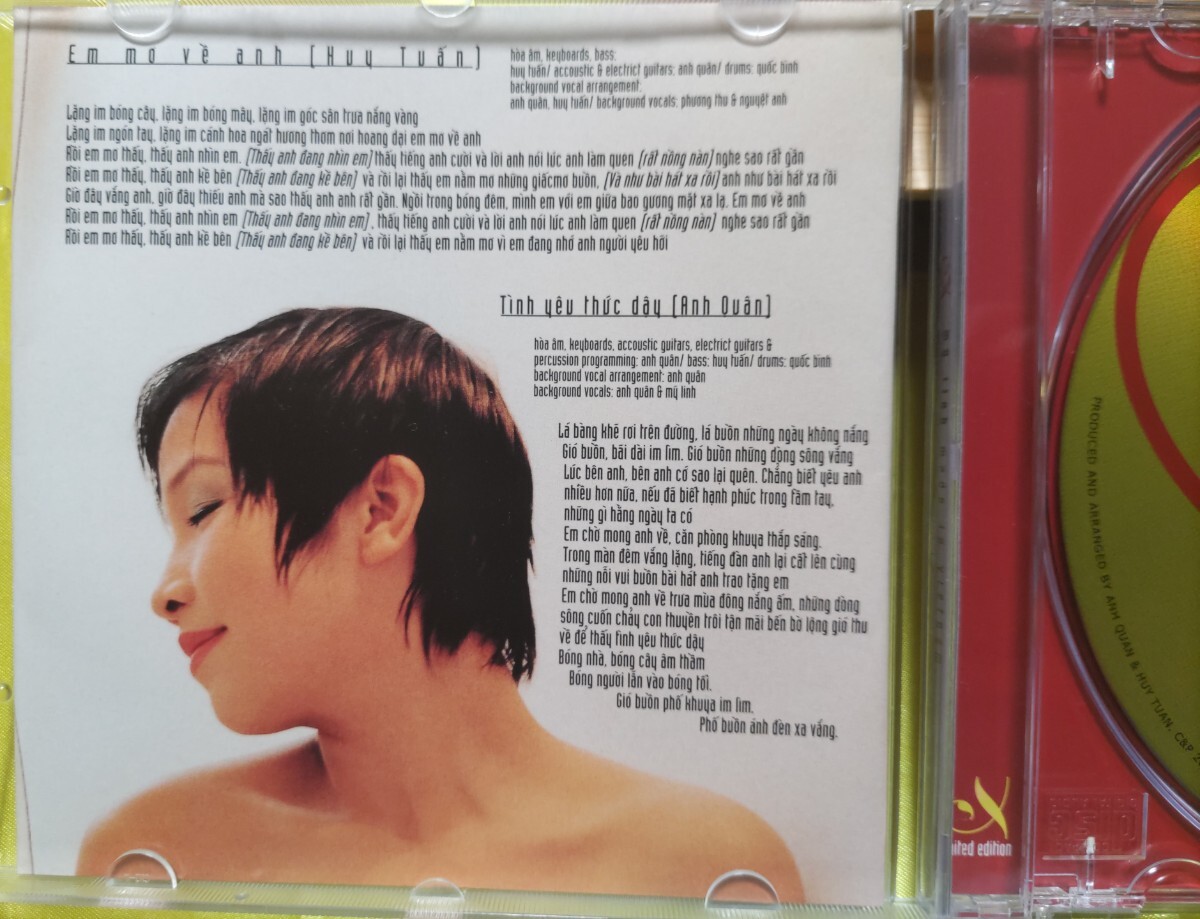 Em mơ về anh (Huy Tuấn)
hòa âm, keyboards, bass:
huy tuấn/ accoustic & electrict guitars: anh quân/ drums: quốc bình
background vocal arrangement:
anh quân, huy tuấn/ background vocals: phương thu & nguyệt anh
Lặng im bóng cây, lặng im bóng mây, lặng im góc sân trưa nắng vàng
Lặng im ngón tay, lặng im cánh hoa ngát hương thơm nơi hoang dại em mơ về anh
Rồi em mơ thấy, thấy anh nhìn em. (Thấy anh đang nhìn em) thấy tiếng anh cười và lời anh nói lúc anh làm quen (rất nồng nàn) nghe sao rất gần
Rồi em mơ thấy, thấy anh kề bên (Thấy anh đang kề bên) và rồi lại thấy em nằm mơ những giấcmơ buồn, (Và như bài hát xa rồi) anh như bài hát xa rồi
Giờ đây vắng anh, giờ đây thiếu anh mà sao thấy anh anh rất gần. Ngồi trong bóng đêm, mình em với em giữa bao gương mặt xa lạ. Em mơ về anh
Rồi em mơ thấy, thấy anh nhìn em (Thấy anh đang nhìn em) , thấy tiếng anh cười và lời anh nói lúc anh làm quen (rất nồng nàn) nghe sao rất gần
Rồi em mơ thấy, thấy anh kề bên (Thấy anh đang kề bên) và rồi lại thấy em nằm mơ vì em đang nhớ anh người yêu hỡi
Tình yêu thức dậy (Anh Quân)
hòa âm, keyboards, accoustic guitars, electrict guitars &
percussion programming: anh quân/ bass: huy tuấn/ drums: quốc bình
background vocal arrangement: anh quân
background vocals: anh quân & mỹ linh
Lá bàng khẽ rơi trên đường, lá buồn những ngày không nắng
Gió buồn, bãi dài im lìm. Gió buồn những dòng sông vắng
Lúc bên anh, bên anh có sao lại quên. Chẳng biết yêu anh
nhiều hơn nữa, nếu đã biết hạnh phúc trong tầm tay,
những gì hằng ngày ta có
Em chờ mong anh về, căn phòng khuya thắp sáng.
Trong màn đêm vắng lặng, tiếng đàn anh lại cất lên cùng
những nỗi vui buồn bài hát anh trao tặng em
Em chờ mong anh về trưa mùa đông nắng ấm, những dòng
sông cuốn chảy con thuyền trôi tận mãi bến bờ lộng gió thu
về để thấy tình yêu thức dậy
Bóng nhà, bóng cây âm thầm
Bóng người lẫn vào bóng tối.
Gió buồn phố khuya im lìm.
Phố buồn ánh đèn xa vắng.
PRODUCED AND ARRANGED BY ANH QUAN & HUY TUAN. C&P 2
ited edition